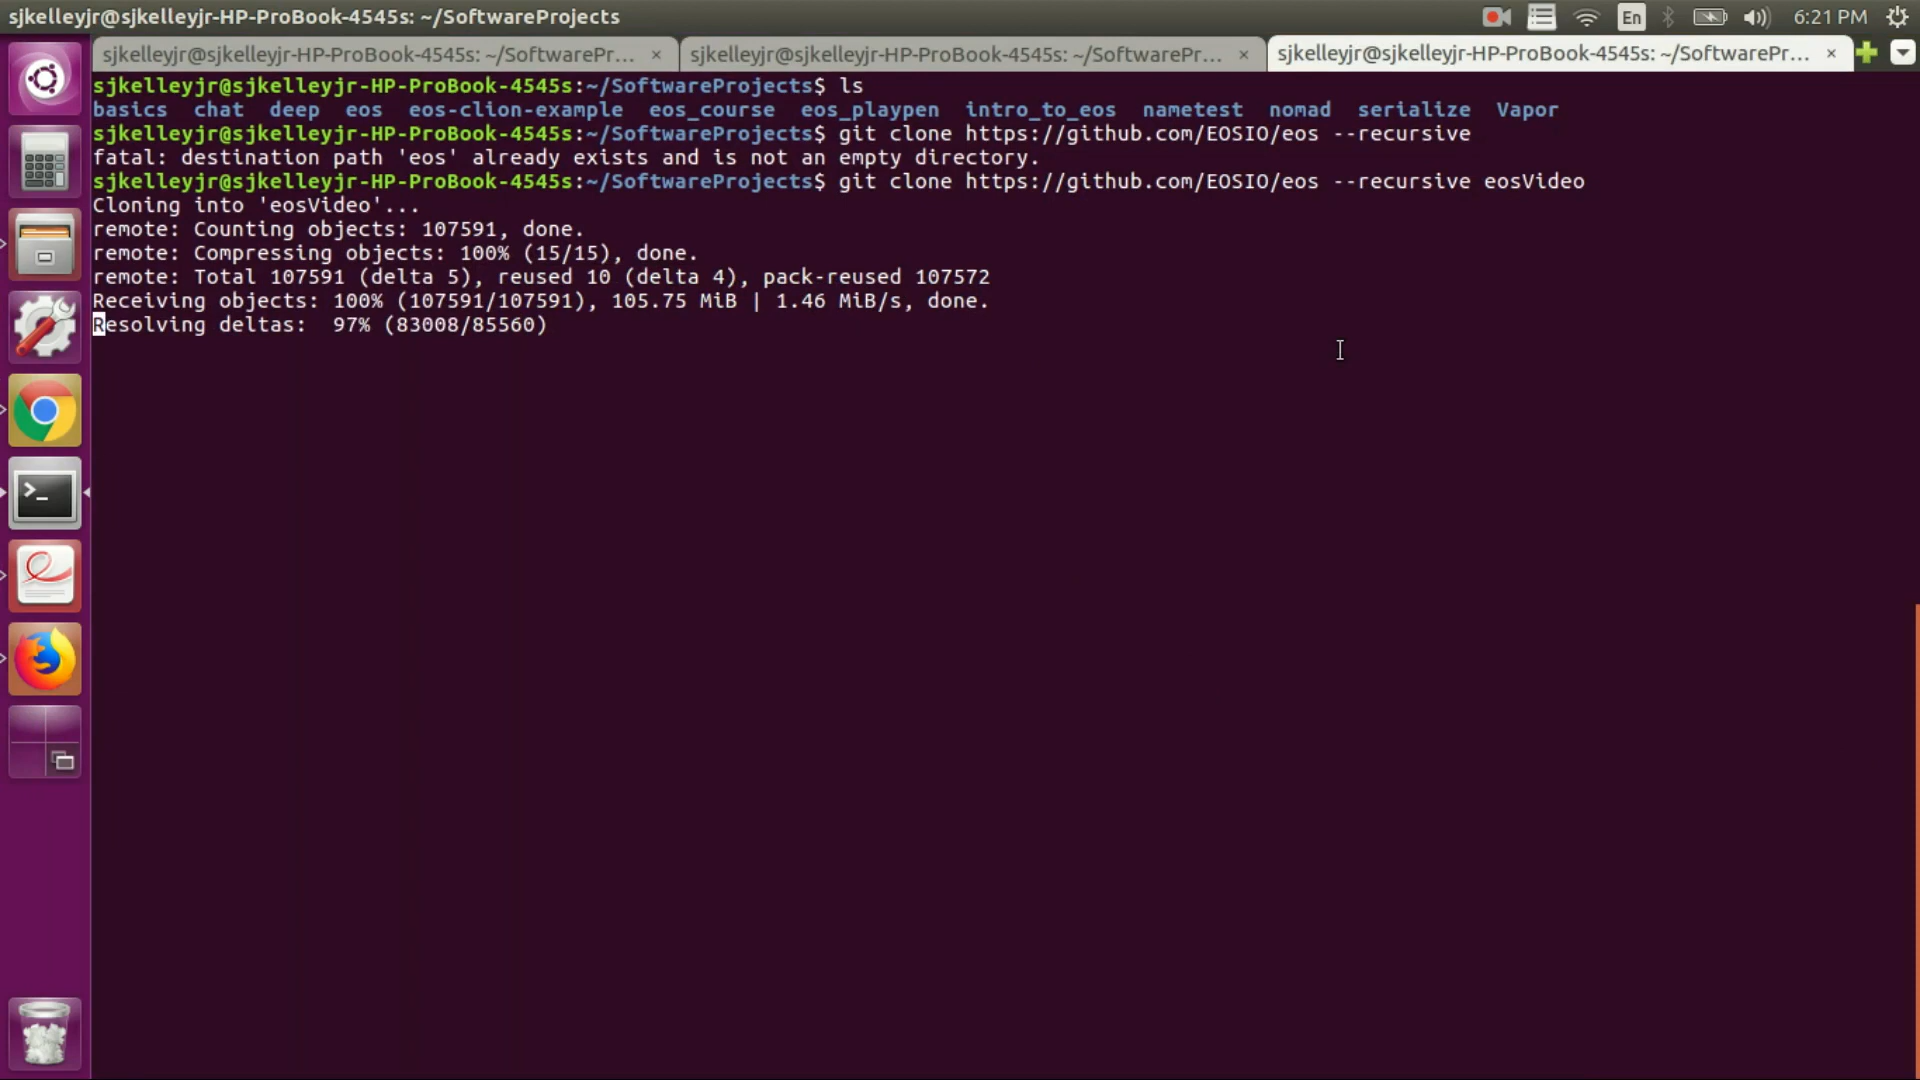 sjkelleyjr@sjkelleyjr-HP-ProBook-4545s: ~/SoftwareProjects
En
6:21 PM
sjkelleyjr@sjkelleyjr-HP-ProBook-4545s: ~/SoftwarePr... ×
sjkelleyjr@sjkelleyjr-HP-ProBook-4545s: ~/SoftwarePr... ×
sjkelleyjr@sjkelleyjr-HP-ProBook-4545s: ~/SoftwarePr... ×
sjkelleyjr@sjkelleyjr-HP-ProBook-4545s:~/SoftwareProjects$ ls
basics  chat  deep  eos  eos-clion-example  eos_course  eos_playpen  intro_to_eos  nametest  nomad  serialize  Vapor
sjkelleyjr@sjkelleyjr-HP-ProBook-4545s:~/SoftwareProjects$ git clone https://github.com/EOSIO/eos --recursive
fatal: destination path 'eos' already exists and is not an empty directory.
sjkelleyjr@sjkelleyjr-HP-ProBook-4545s:~/SoftwareProjects$ git clone https://github.com/EOSIO/eos --recursive eosVideo
Cloning into 'eosVideo'...
remote: Counting objects: 107591, done.
remote: Compressing objects: 100% (15/15), done.
remote: Total 107591 (delta 5), reused 10 (delta 4), pack-reused 107572
Receiving objects: 100% (107591/107591), 105.75 MiB | 1.46 MiB/s, done.
Resolving deltas:  97% (83008/85560)